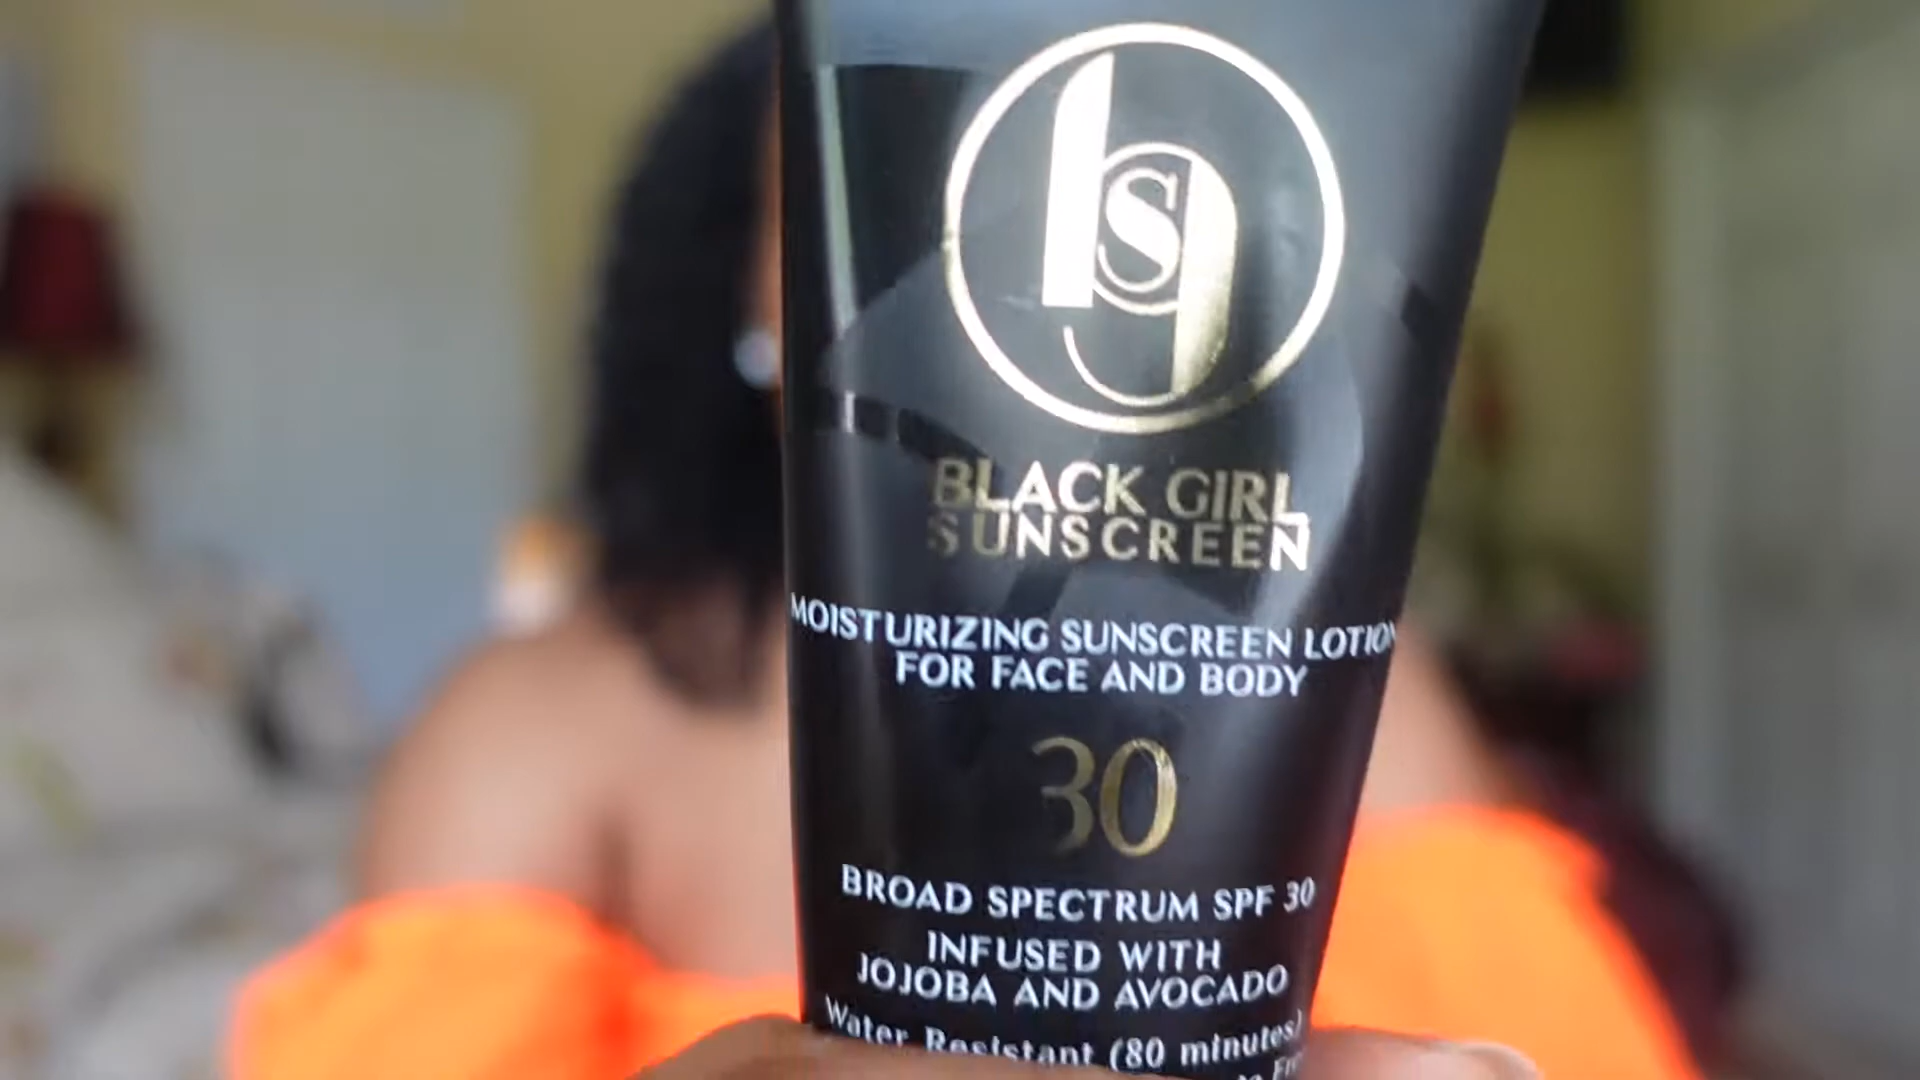 bsg
BLACK GIRL
SUNSCREEN
MOISTURIZING SUNSCREEN LOTION
FOR FACE AND BODY
30
BROAD SPECTRUM SPF 30
INFUSED WITH
JOJOBA AND AVOCADO
Water Resistant (80 minutes)